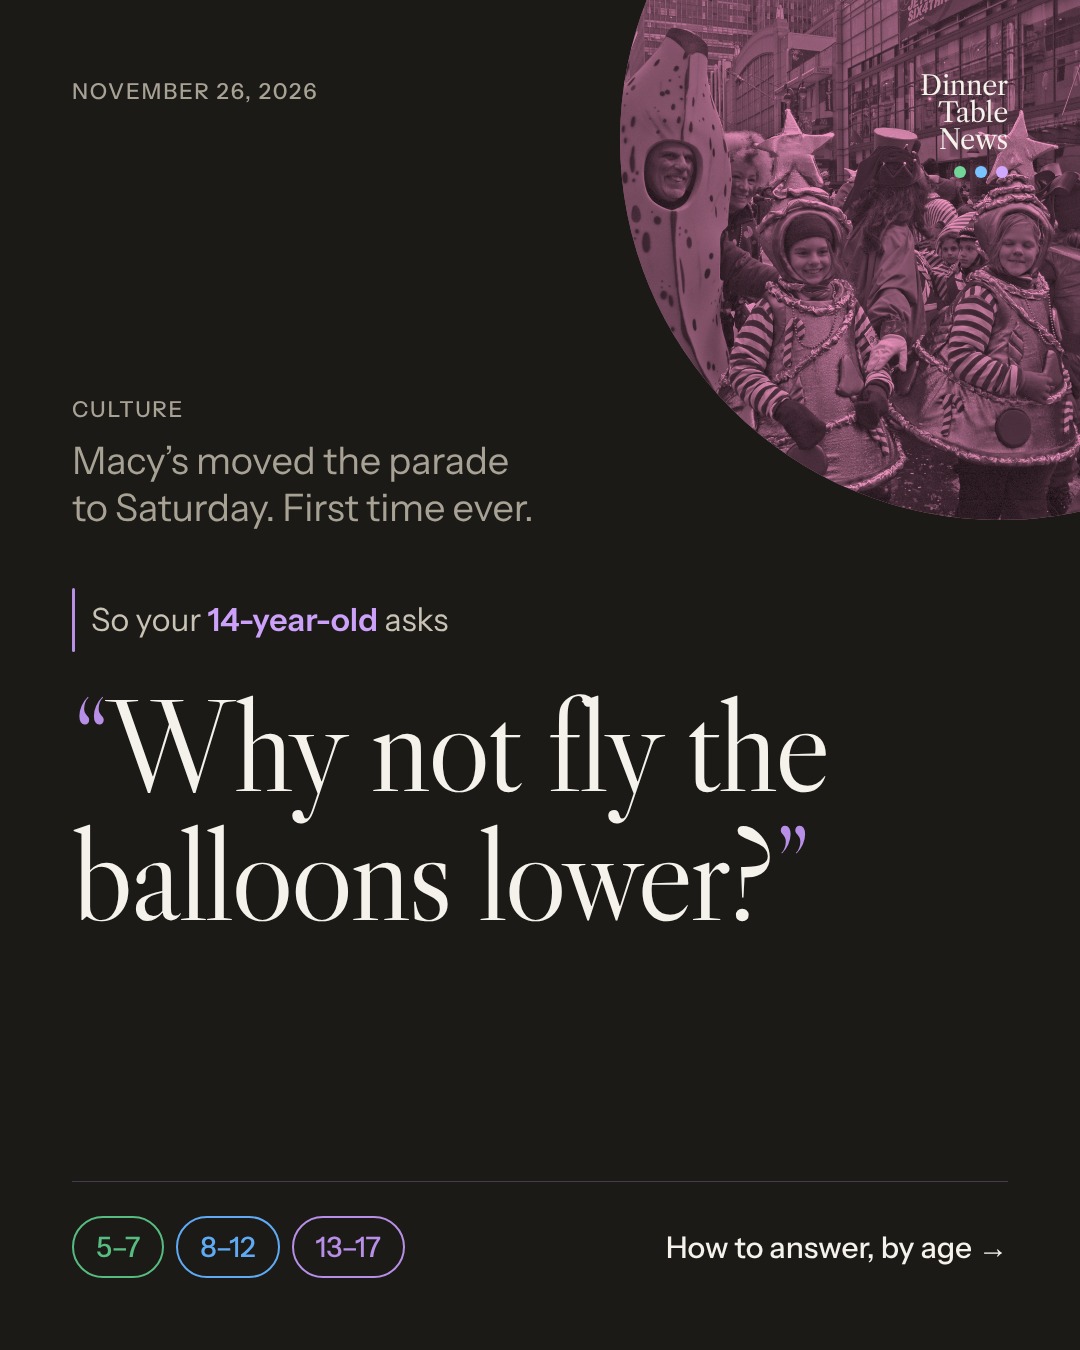 NOVEMBER 26, 2026
Dinner
Table
News
CULTURE
Macy’s moved the parade
to Saturday. First time ever.
So your 14-year-old asks
“Why not fly the
balloons lower?”
5–7
8–12
13–17
How to answer, by age →